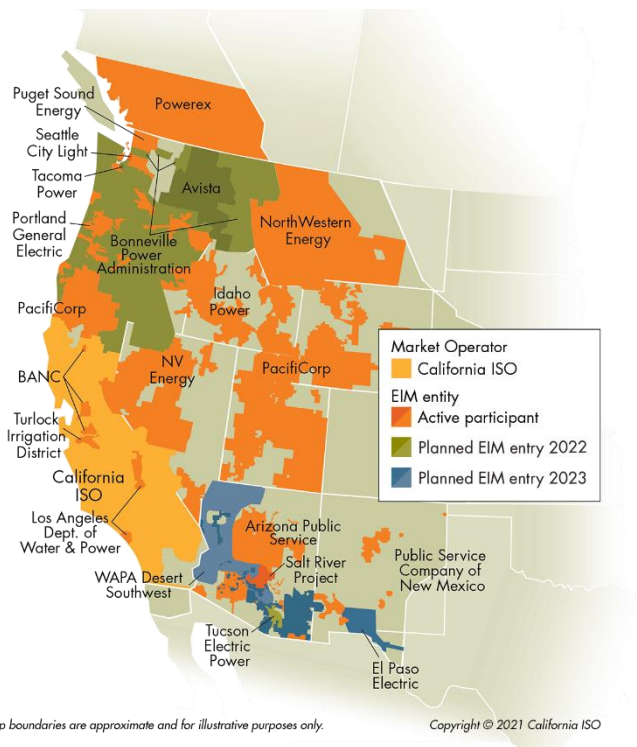 Powerex
Puget Sound
Energy
Seattle
City Light
Tacoma
Power
Avista
Portland
General
Electric
Bonneville
Power
Administration
NorthWestern
Energy
PacifiCorp
Idaho
Power
BANC
NV
Energy
PacifiCorp
Turlock
Irrigation
District
California
ISO
Los Angeles
Dept. of
Water & Power
WAPA Desert
Southwest
Arizona Public
Service
Salt River
Project
Public Service
Company of
New Mexico
Tucson
Electric
Power
El Paso
Electric
Market Operator
California ISO
EIM entity
Active participant
Planned EIM entry 2022
Planned EIM entry 2023
p boundaries are approximate and for illustrative purposes only.
Copyright © 2021 California ISO